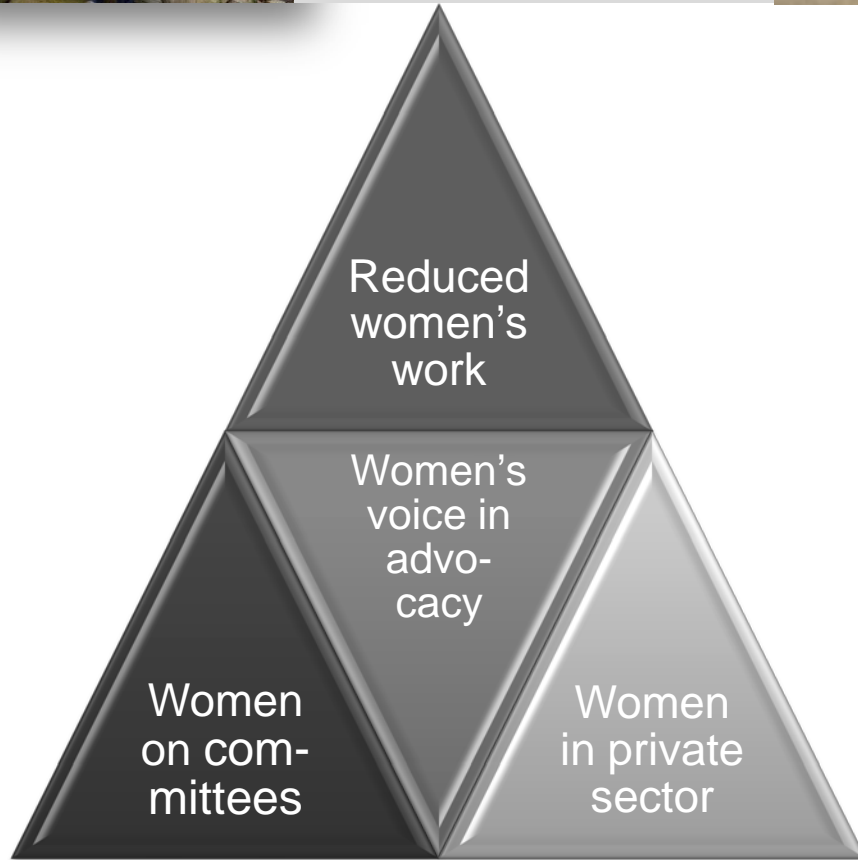 Reduced
women’s
work
Women’s
voice in
advo-
cacy
Women
on com-
mittees
Women
in private
sector